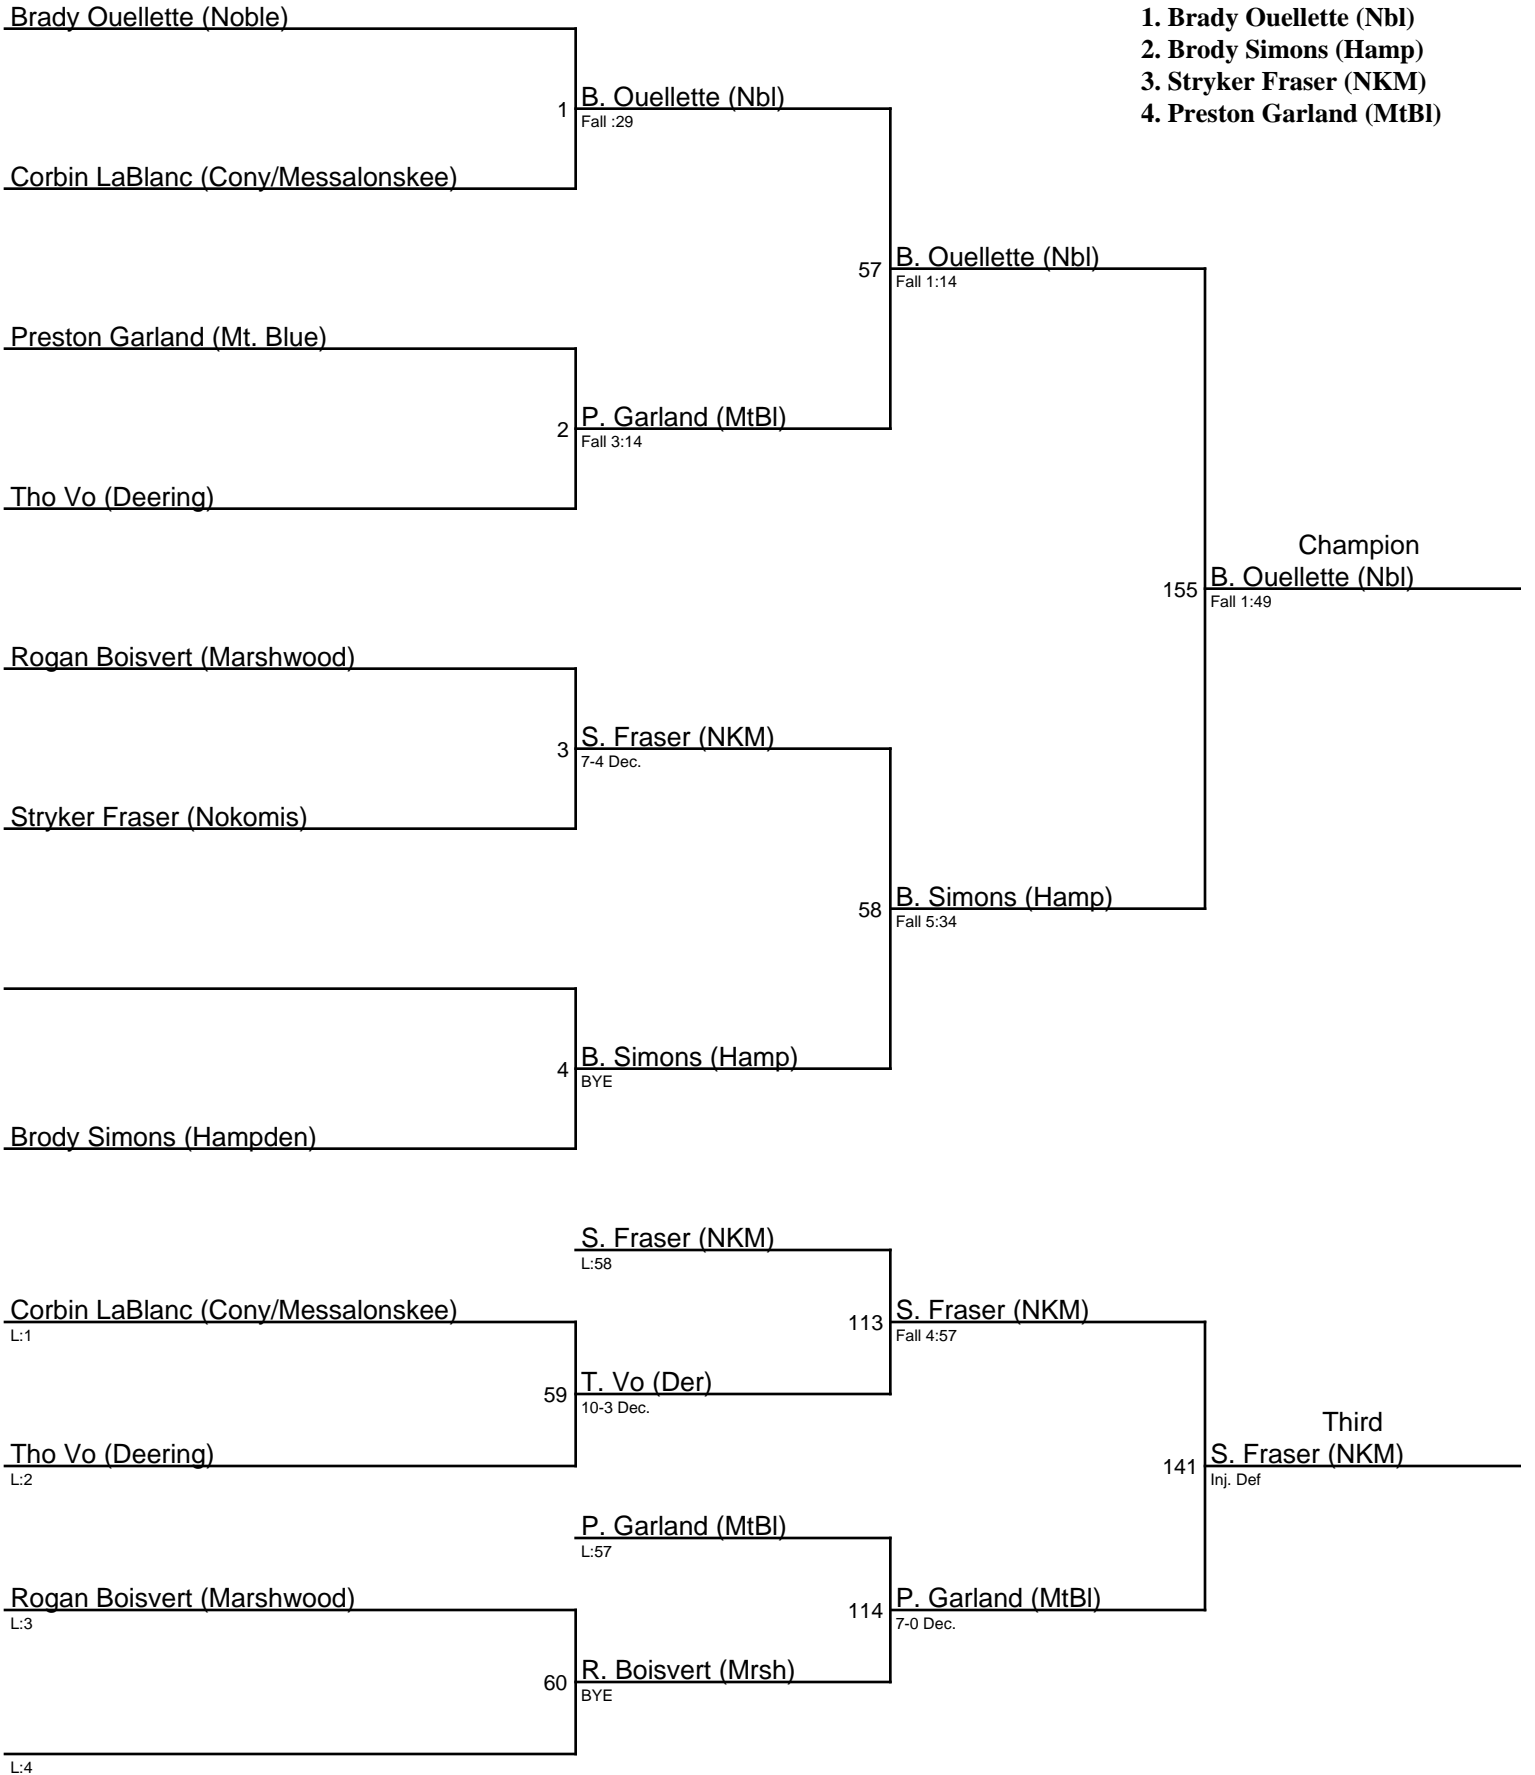 Brady Ouellette (Noble)
1. Brady Ouellette (Nbl)
2. Brody Simons (Hamp)
3. Stryker Fraser (NKM)
4. Preston Garland (MtBl)
1
B. Ouellette (Nbl)
Fall :29
Corbin LaBlanc (Cony/Messalonskee)
57
B. Ouellette (Nbl)
Fall 1:14
Preston Garland (Mt. Blue)
2
P. Garland (MtBl)
Fall 3:14
Tho Vo (Deering)
Champion
155
B. Ouellette (Nbl)
Fall 1:49
Rogan Boisvert (Marshwood)
3
S. Fraser (NKM)
7-4 Dec.
Stryker Fraser (Nokomis)
58
B. Simons (Hamp)
Fall 5:34
4
B. Simons (Hamp)
BYE
Brody Simons (Hampden)
S. Fraser (NKM)
L:58
Corbin LaBlanc (Cony/Messalonskee)
L:1
113
S. Fraser (NKM)
Fall 4:57
59
T. Vo (Der)
10-3 Dec.
Tho Vo (Deering)
L:2
Third
141
S. Fraser (NKM)
Inj. Def
P. Garland (MtBl)
L:57
Rogan Boisvert (Marshwood)
L:3
114
P. Garland (MtBl)
7-0 Dec.
60
R. Boisvert (Mrsh)
BYE
L:4